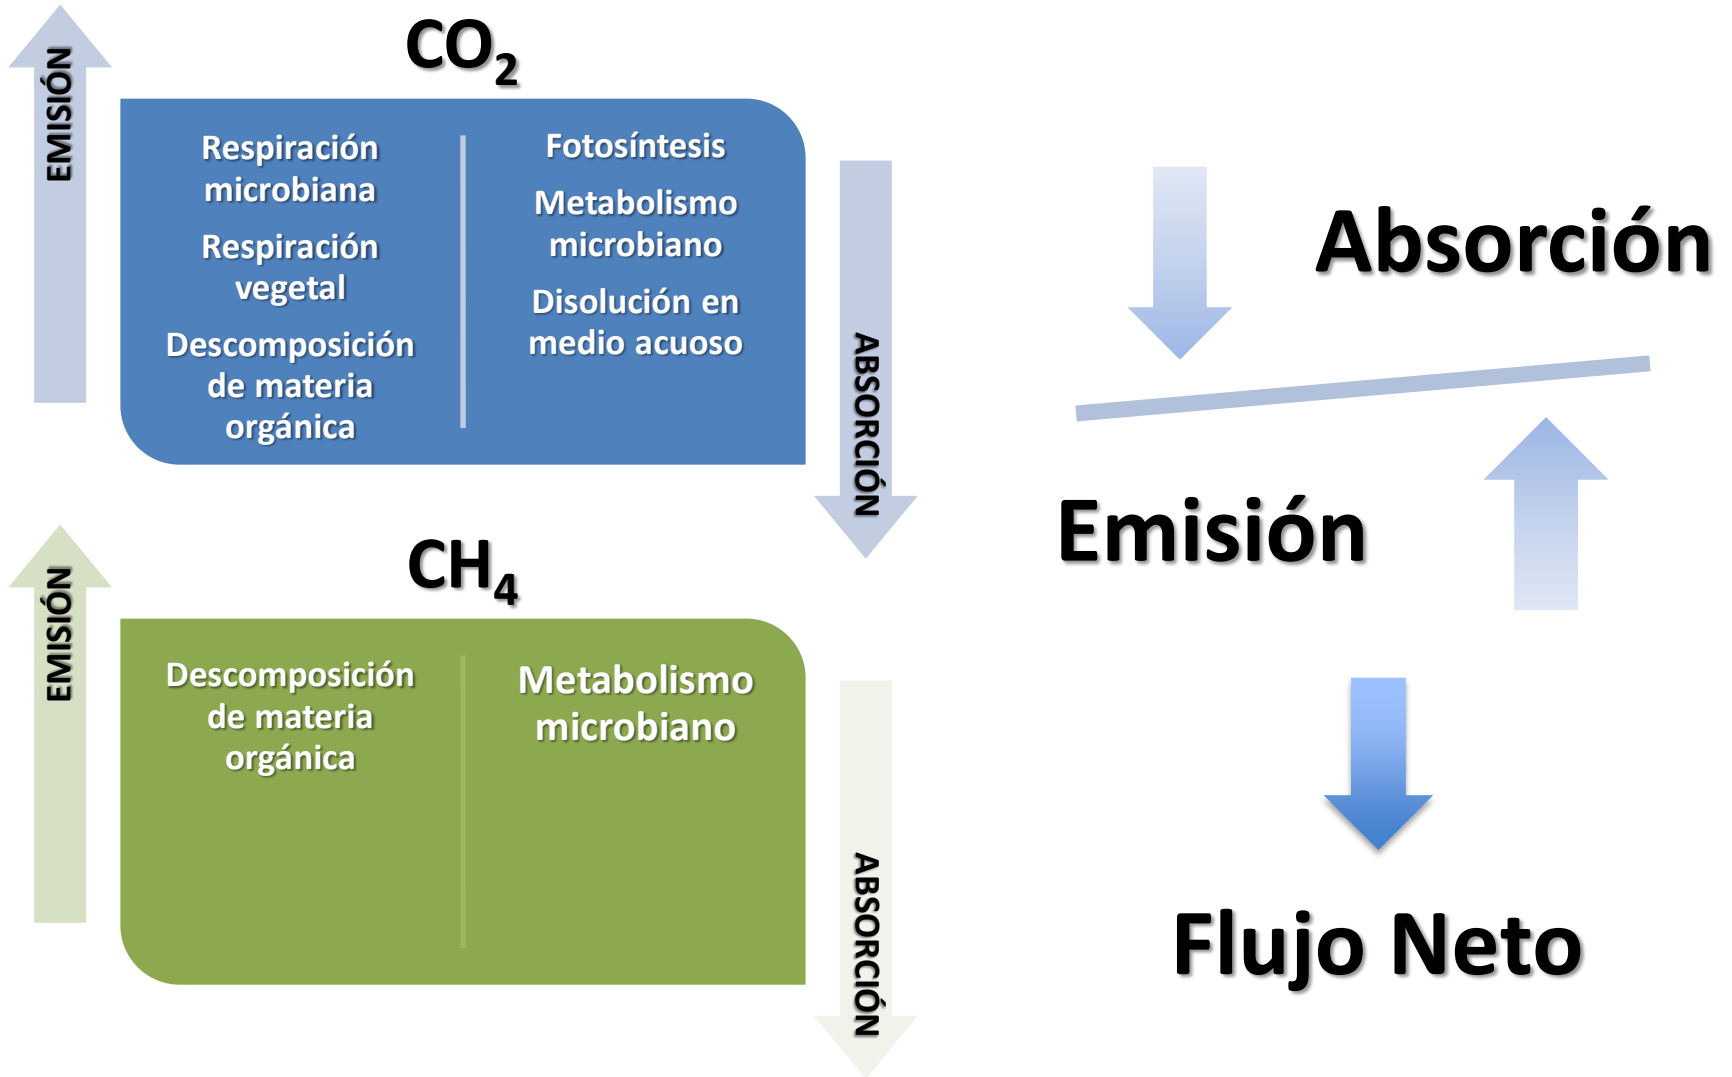 CO2
EMISIÓN
Respiración
microbiana
Respiración
vegetal
Descomposición
de materia
orgánica
Fotosíntesis
Metabolismo
microbiano
Disolución en
medio acuoso
ABSORCIÓN
CH4
EMISIÓN
Descomposición
de materia
orgánica
Metabolismo
microbiano
ABSORCIÓN
Absorción
Emisión
Flujo Neto